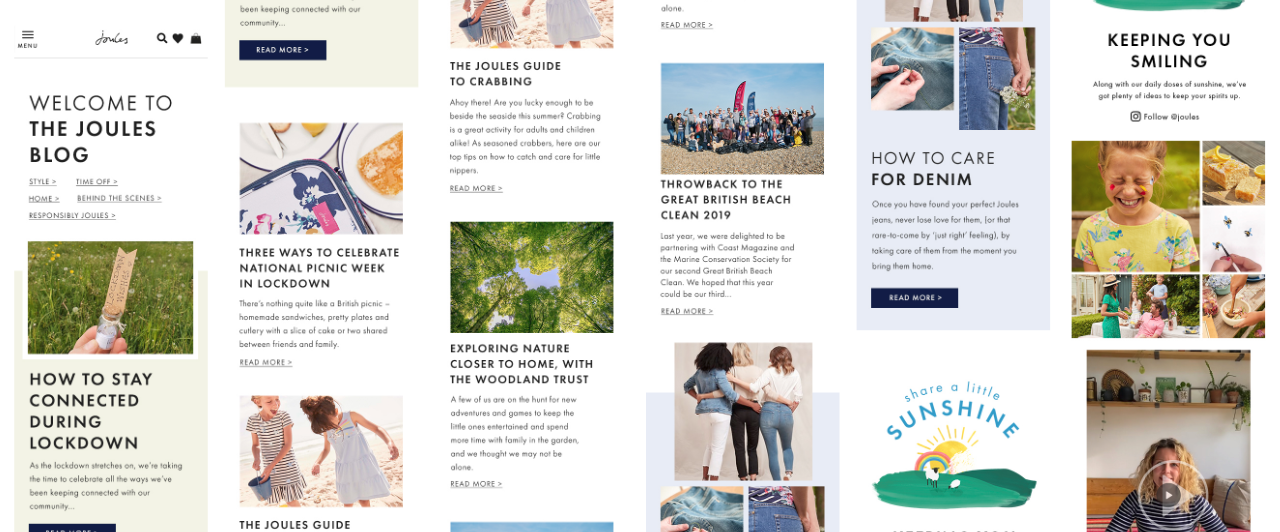 MENU
Joules
WELCOME TO
THE JOULES
BLOG
STYLE >
TIME OFF >
HOME >
BEHIND THE SCENES >
RESPONSIBLY JOULES >
HOW TO STAY
CONNECTED
DURING
LOCKDOWN
As the lockdown stretches on, we're taking
the time to celebrate all the ways we've
been keeping connected with our
community...
READ MORE >
been keeping connected with our
community...
READ MORE >
THREE WAYS TO CELEBRATE
NATIONAL PICNIC WEEK
IN LOCKDOWN
There's nothing quite like a British picnic –
homemade sandwiches, pretty plates and
cutlery with a slice of cake or two shared
between friends and family.
READ MORE >
THE JOULES GUIDE
THE JOULES GUIDE
TO CRABBING
Ahoy there! Are you lucky enough to be
beside the seaside this summer? Crabbing
is a great activity for adults and children
alike! As seasoned crabbers, here are our
top tips on how to catch and care for little
nippers.
READ MORE >
EXPLORING NATURE
CLOSER TO HOME, WITH
THE WOODLAND TRUST
A few of us are on the hunt for new
adventures and games to keep the
little ones entertained and spend
more time with family in the garden,
and we thought we may not be
alone.
READ MORE >
alone.
READ MORE >
THROWBACK TO THE
GREAT BRITISH BEACH
CLEAN 2019
Last year, we were delighted to be
partnering with Coast Magazine and
the Marine Conservation Society for
our second Great British Beach
Clean. We hoped that this year
could be our third...
READ MORE >
HOW TO CARE
FOR DENIM
Once you have found your perfect Joules
jeans, never lose love for them, (or that
rare-to-come by 'just right' feeling), by
taking care of them from the moment you
bring them home.
READ MORE >
share a little
SUNSHINE
KEEPING YOU
SMILING
Along with our daily doses of sunshine, we've
got plenty of ideas to keep your spirits up.
Follow @joules